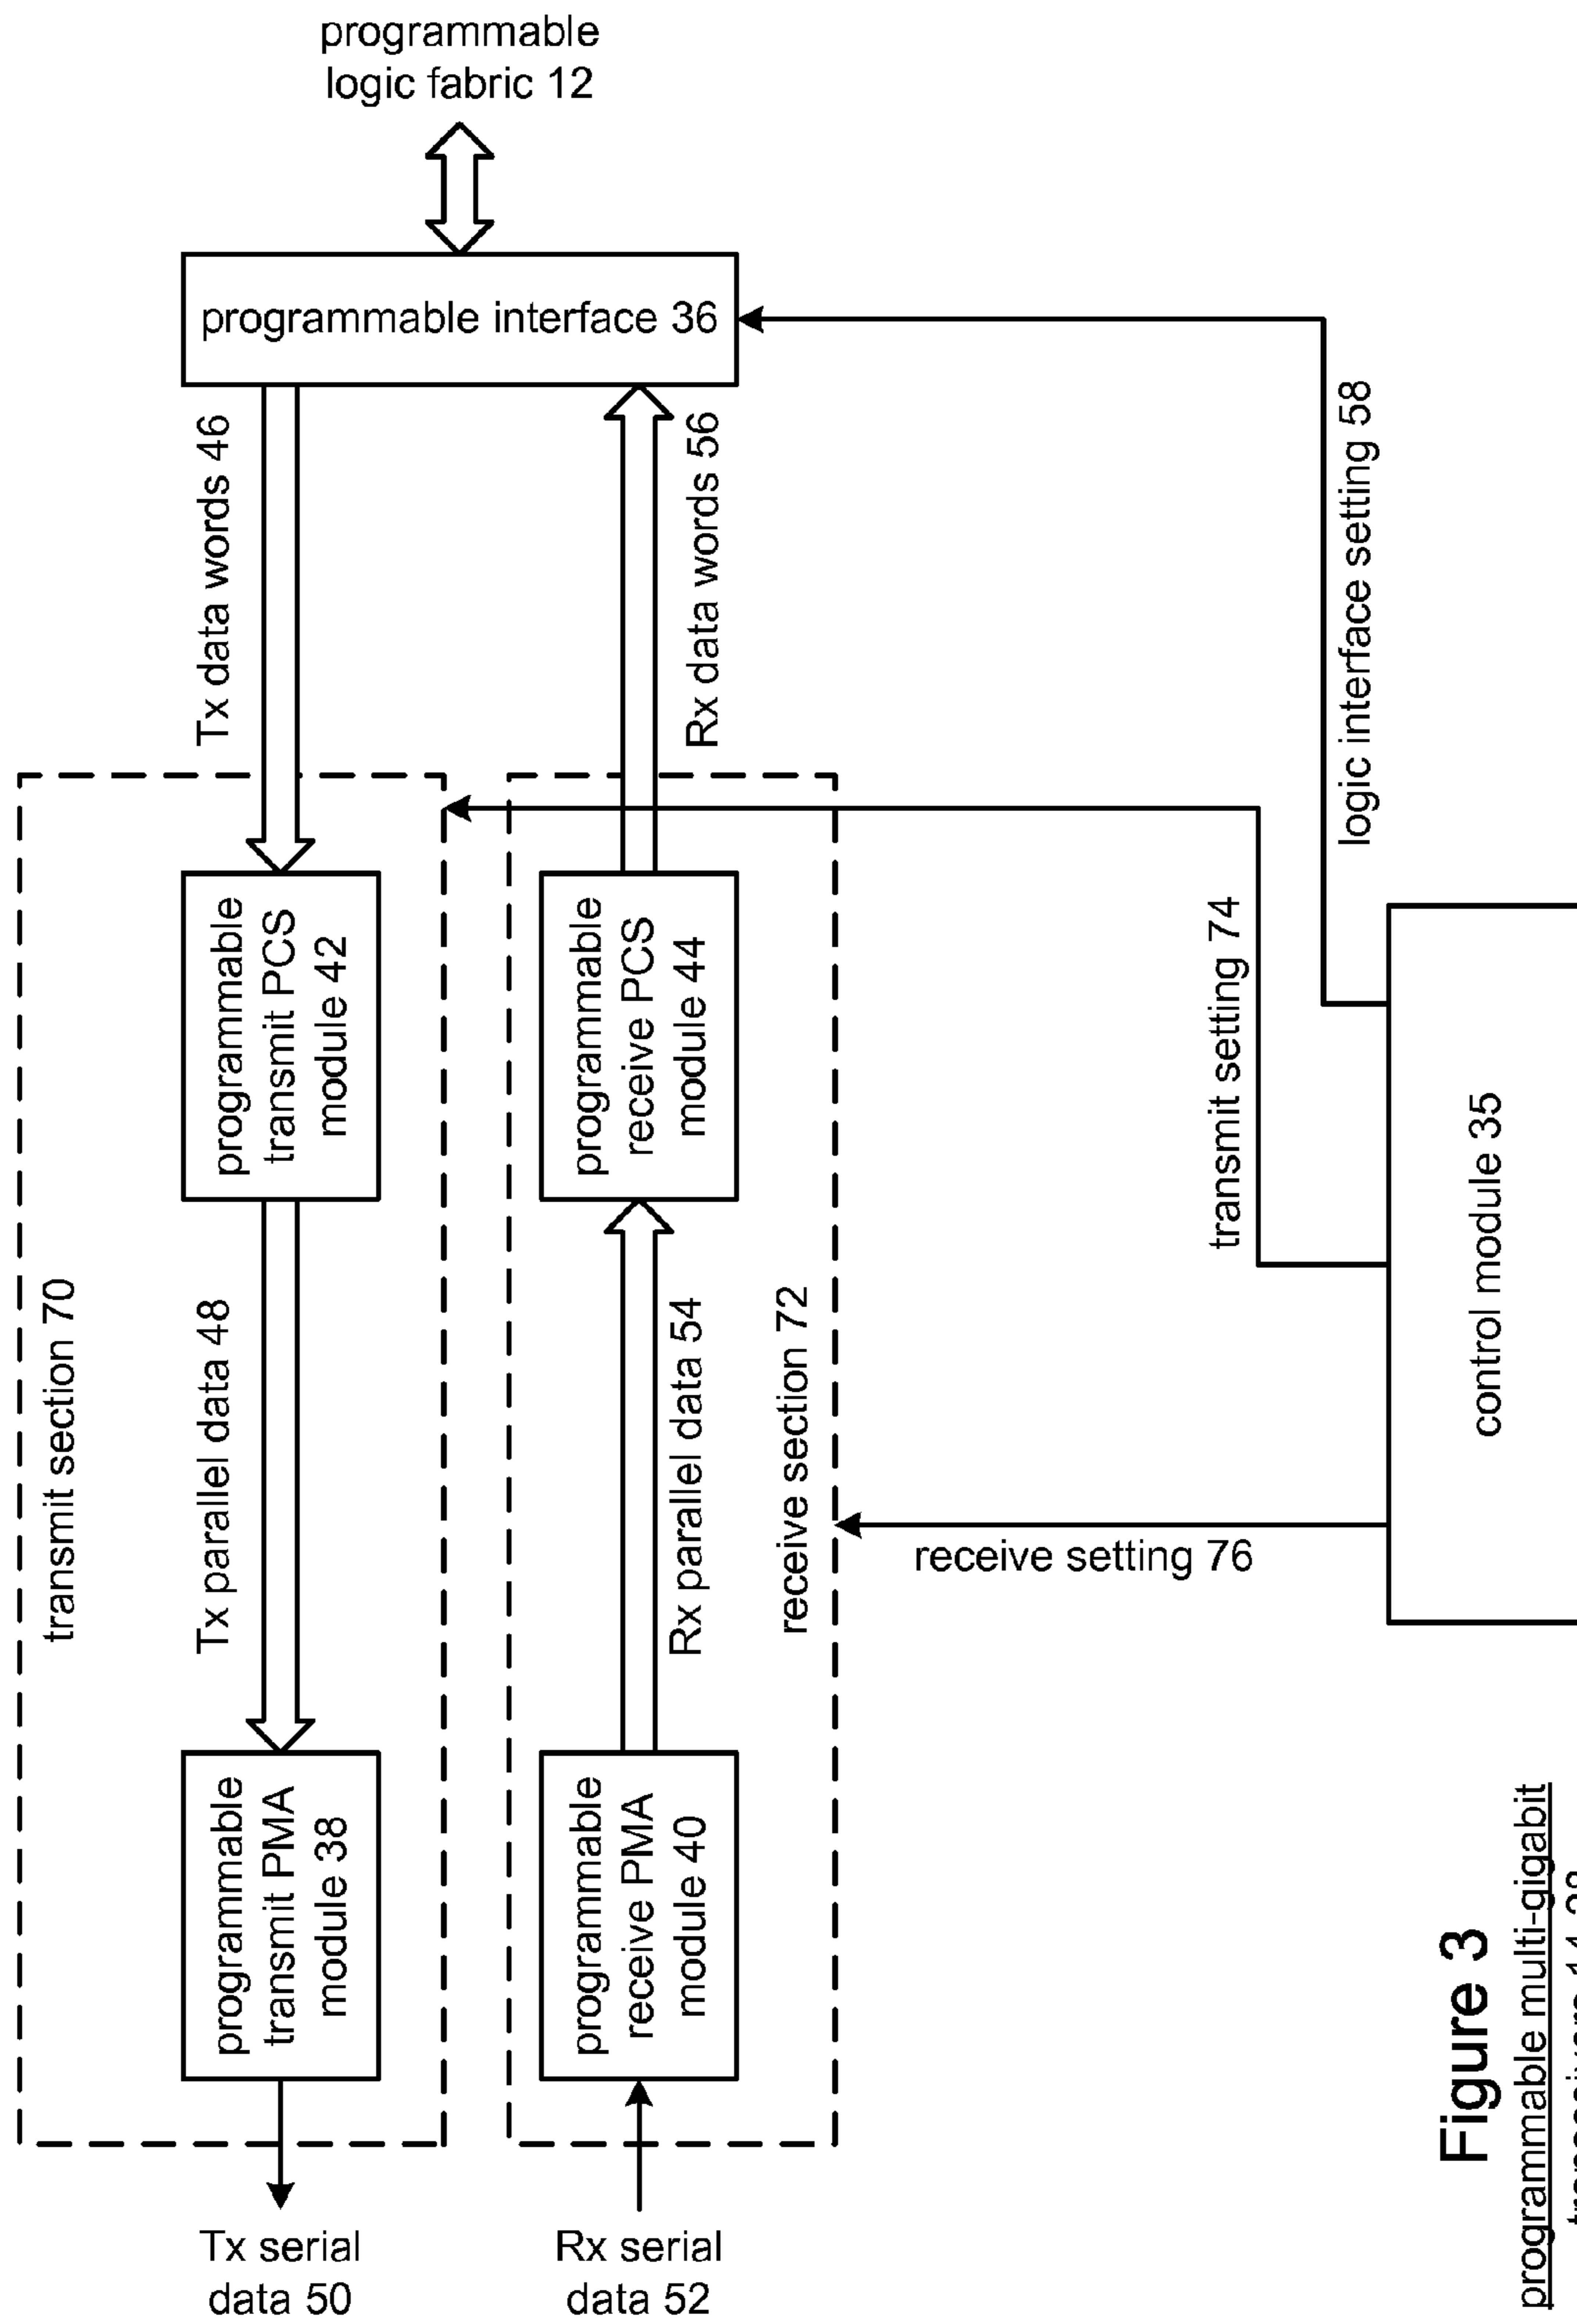 programmable
logic fabric 12
programmable interface 36
Tx data words 46
Rx data words 56
logic interface setting 58
programmable
transmit PCS
module 42
programmable
receive PCS
module 44
transmit setting 74
control module 35
transmit section 70
Tx parallel data 48
Rx parallel data 54
receive section 72
receive setting 76
programmable
transmit PMA
module 38
programmable
receive PMA
module 40
Tx serial
data 50
Rx serial
data 52
Figure 3
programmable multi-gigabit